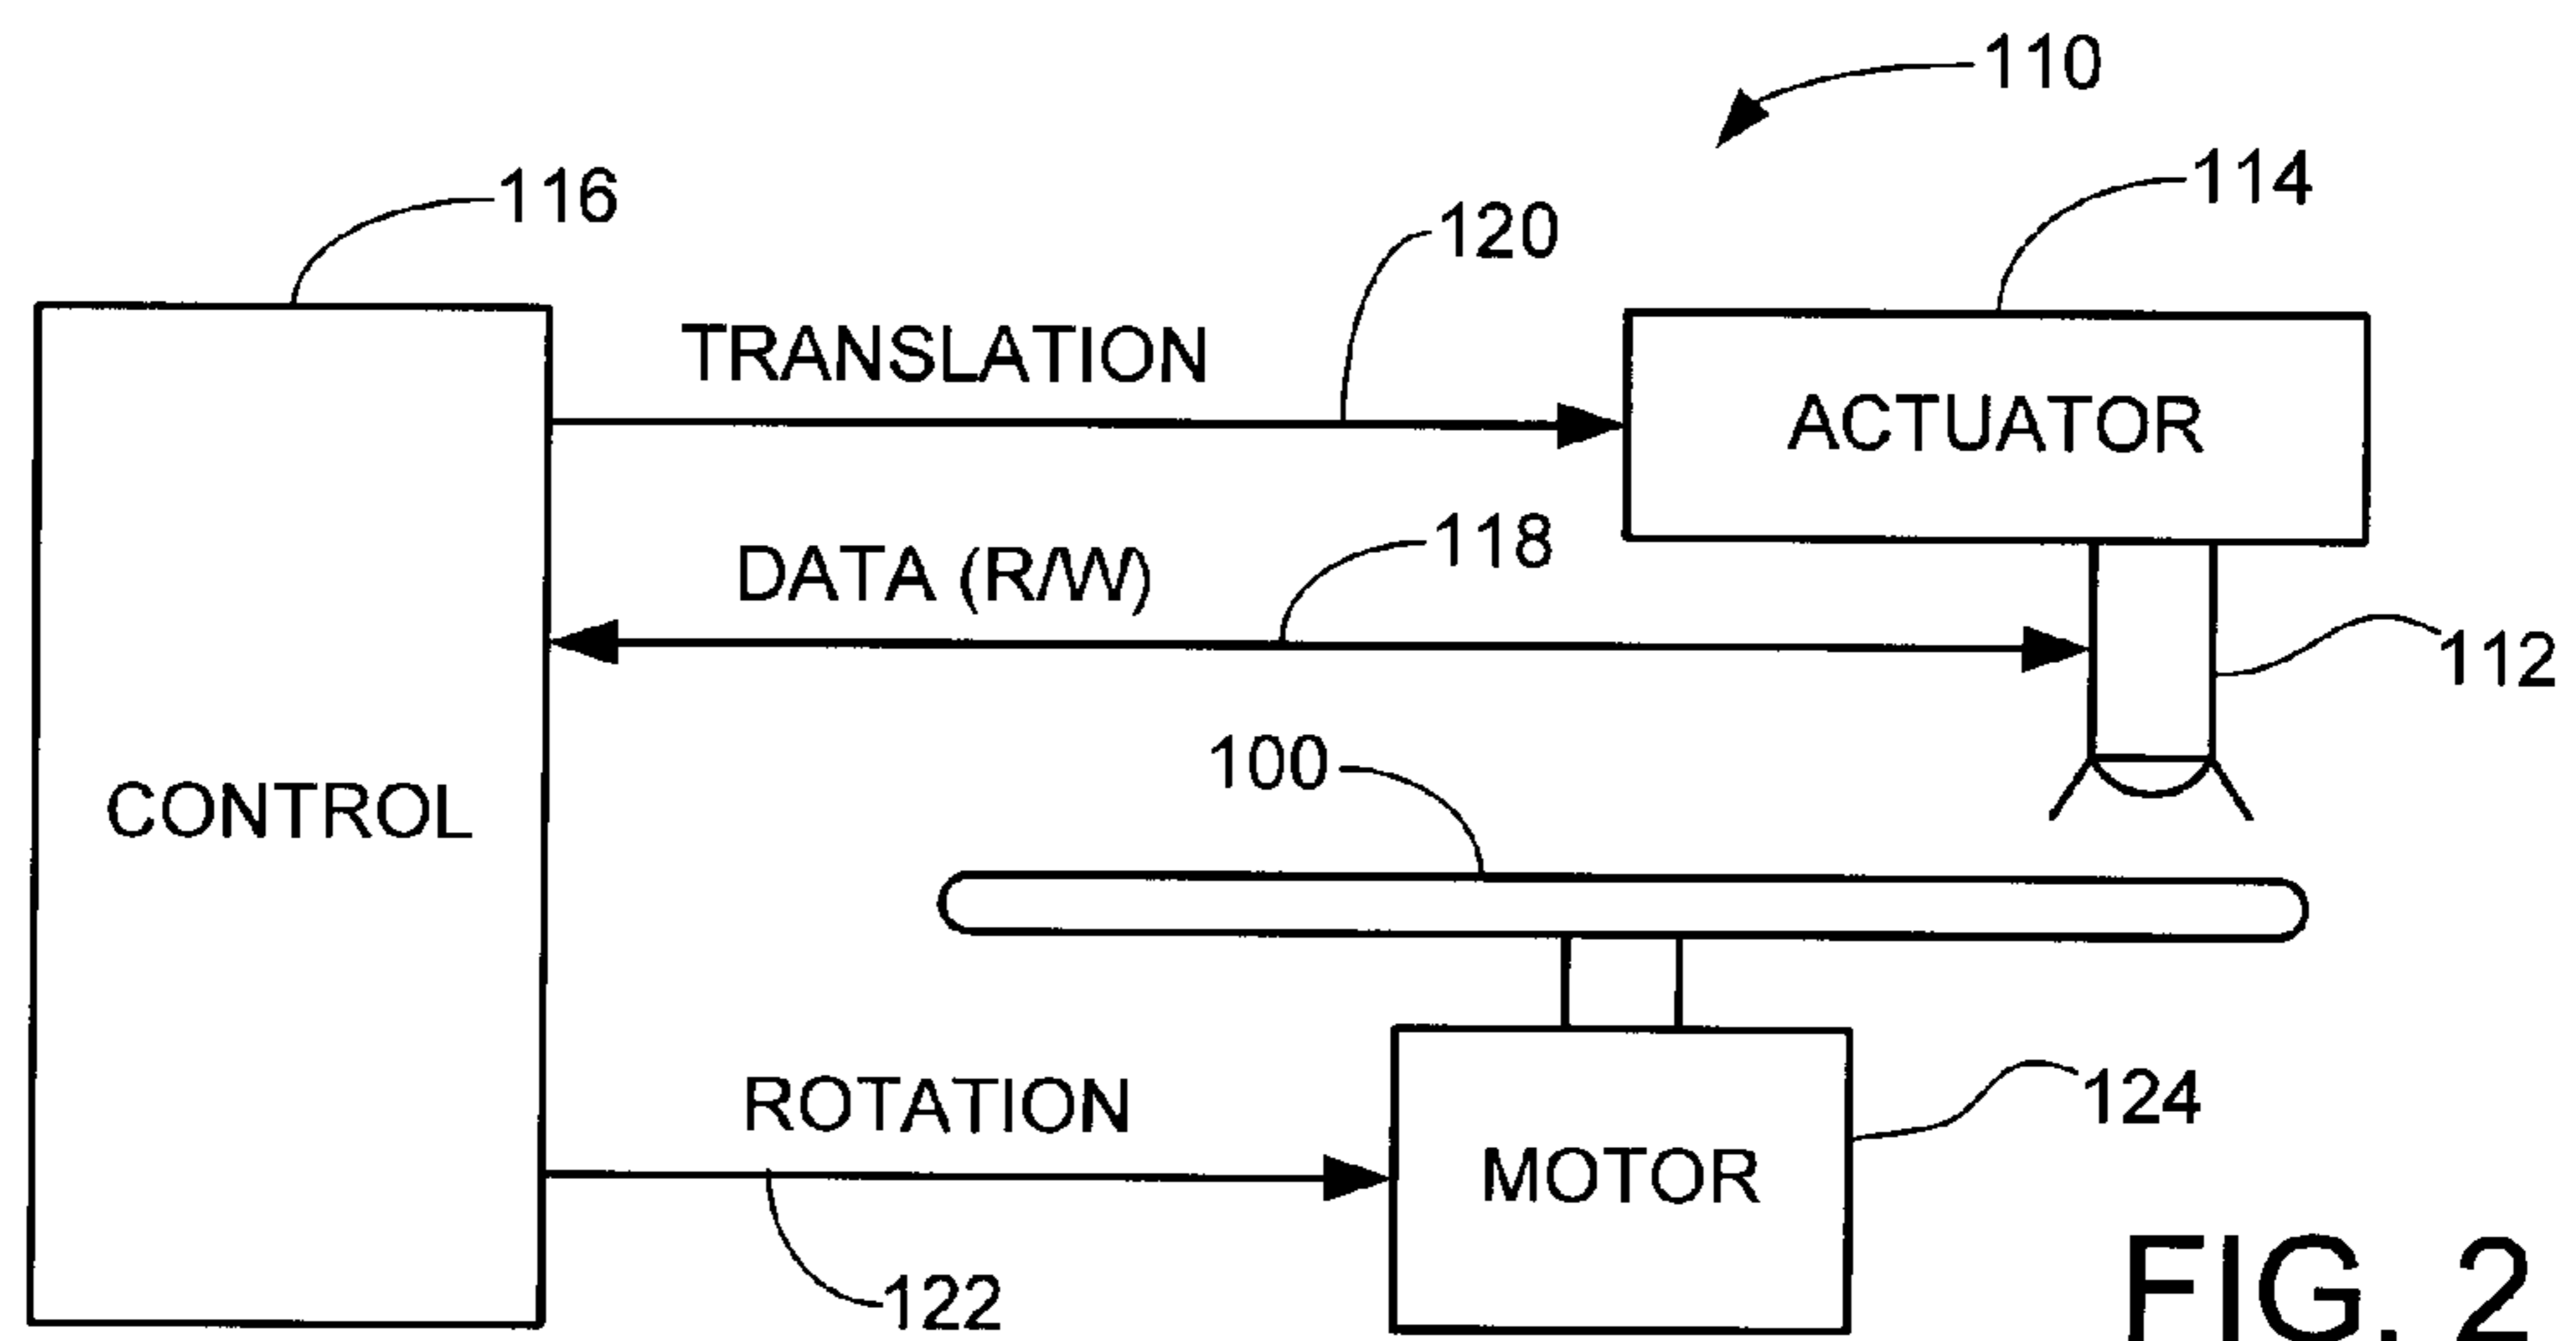 110
114
116
120
TRANSLATION
ACTUATOR
118
DATA (R/W)
112
100
CONTROL
124
ROTATION
MOTOR
122
FIG. 2